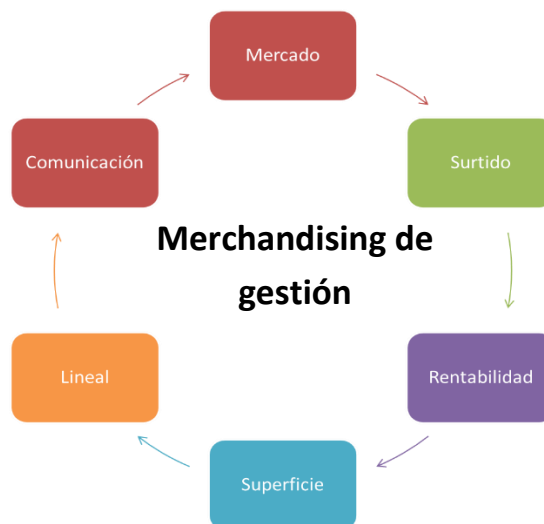 Mercado
Surtido
Rentabilidad
Superficie
Lineal
Comunicación
Merchandising de
gestión